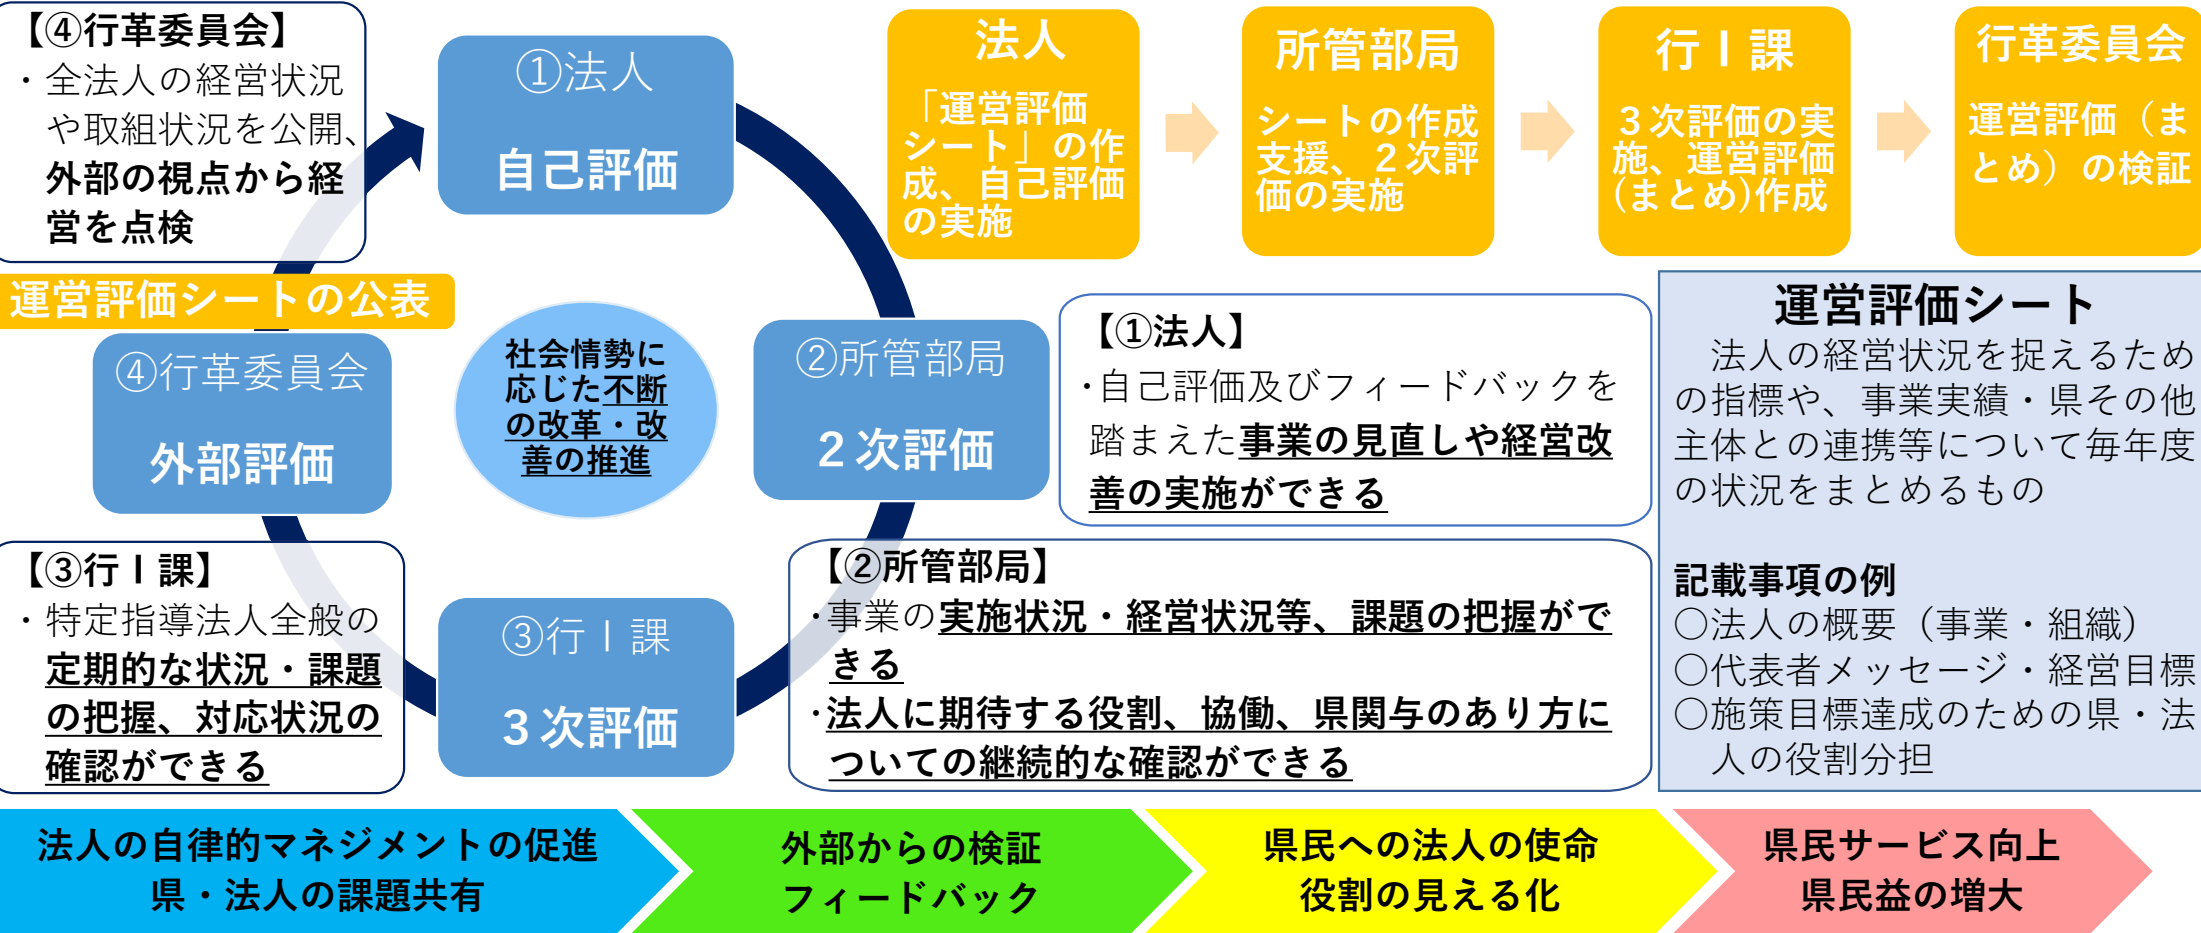 【④行革委員会】
・全法人の経営状況
や取組状況を公開、
外部の視点から経
営を点検
運営評価シートの公表
①法人
自己評価
②所管部局
２次評価
③行Ⅰ課
３次評価
④行革委員会
外部評価
社会情勢に
応じた不断
の改革・改
善の推進
法人
「運営評価
シート」の作
成、自己評価
の実施
所管部局
シートの作成
支援、２次評
価の実施
行Ⅰ課
３次評価の実
施、運営評価
(まとめ)作成
行革委員会
運営評価（ま
とめ）の検証
【①法人】
・自己評価及びフィードバックを
踏まえた事業の見直しや経営改
善の実施ができる
【②所管部局】
・事業の実施状況・経営状況等、課題の把握がで
きる
・法人に期待する役割、協働、県関与のあり方に
ついての継続的な確認ができる
【③行Ⅰ課】
・特定指導法人全般の
定期的な状況・課題
の把握、対応状況の
確認ができる
運営評価シート
法人の経営状況を捉えるため
の指標や、事業実績・県その他
主体との連携等について毎年度
の状況をまとめるもの
記載事項の例
〇法人の概要（事業・組織）
〇代表者メッセージ・経営目標
〇施策目標達成のための県・法
人の役割分担
法人の自律的マネジメントの促進
県・法人の課題共有
外部からの検証
フィードバック
県民への法人の使命
役割の見える化
県民サービス向上
県民益の増大